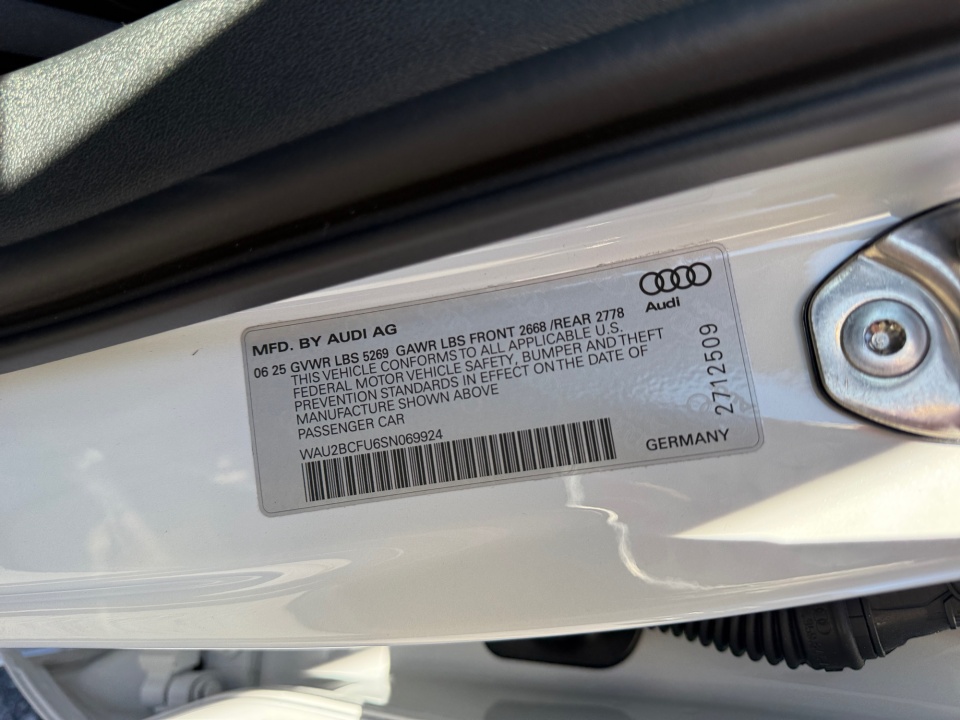 Audi
MFD. BY AUDI AG
06 25 GVWR LBS 5269 GAWR LBS FRONT 2668 /REAR 2778
THIS VEHICLE CONFORMS TO ALL APPLICABLE U.S.
FEDERAL MOTOR VEHICLE SAFETY, BUMPER AND THEFT
PREVENTION STANDARDS IN EFFECT ON THE DATE OF
MANUFACTURE SHOWN ABOVE
PASSENGER CAR
WAU2BCFU6SN069924
GERMANY
2712509